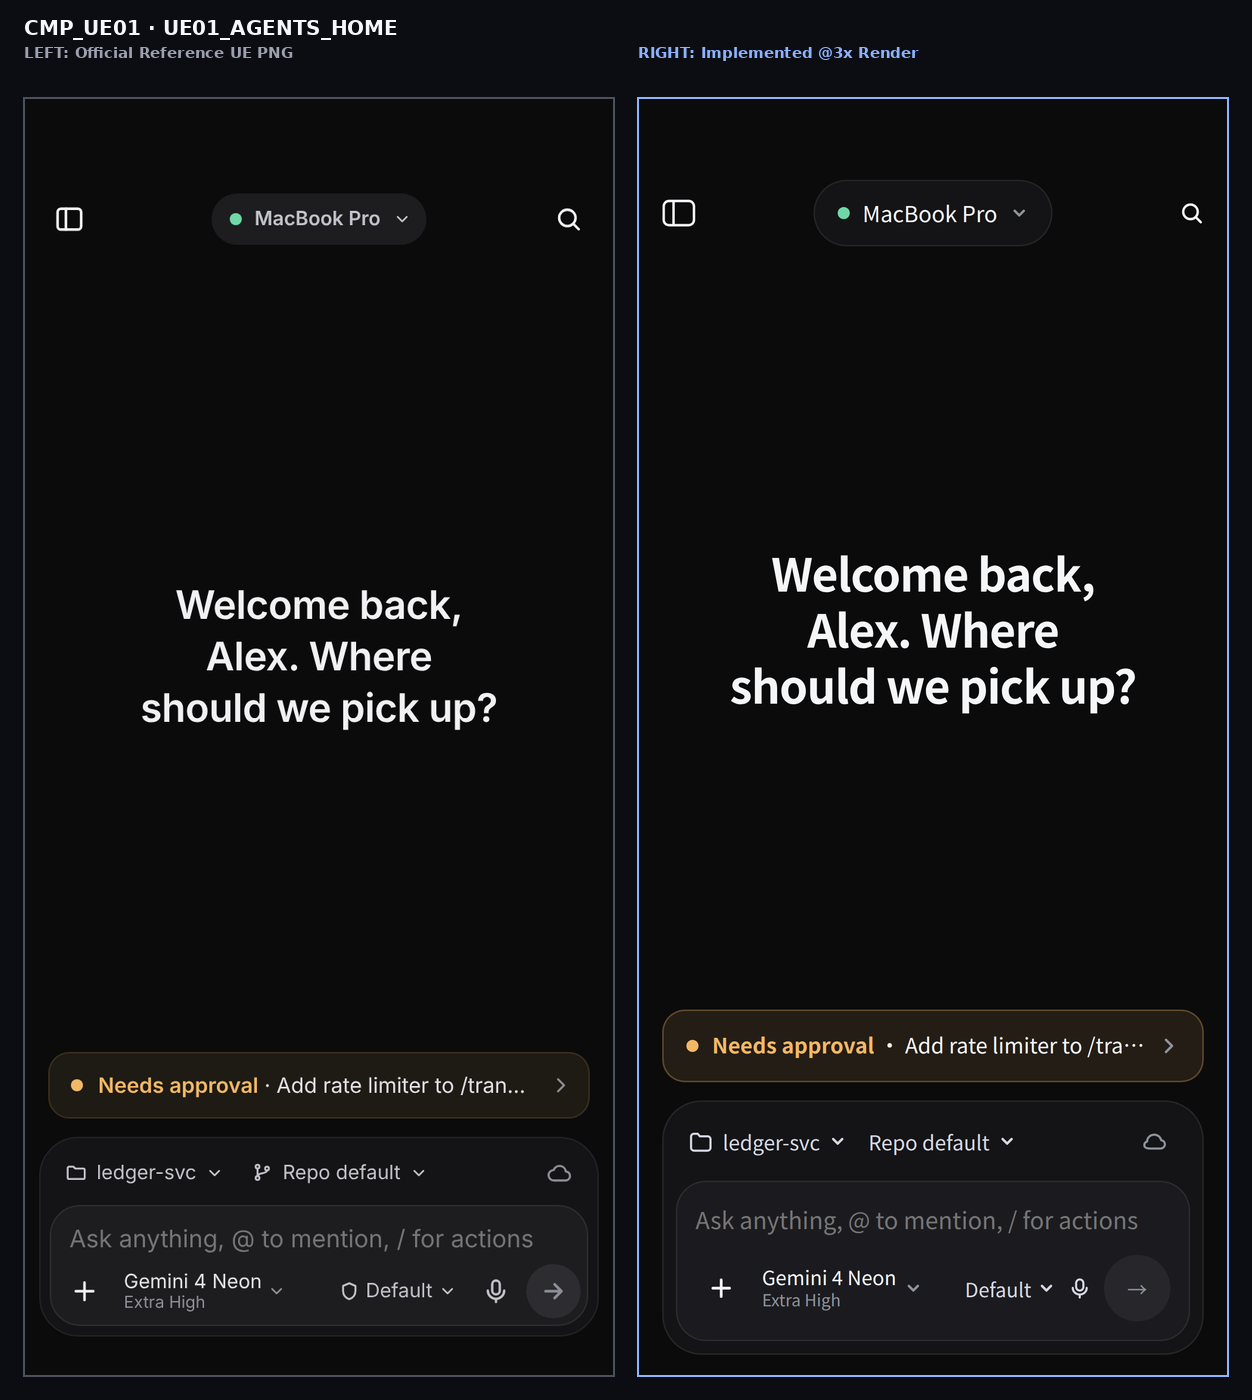 CMP_UE01 · UE01_AGENTS_HOME
LEFT: Official Reference UE PNG
RIGHT: Implemented @3x Render
MacBook Pro
Welcome back,
Alex. Where
should we pick up?
Needs approval · Add rate limiter to /tran...
ledger-svc
Repo default
Ask anything, @ to mention, / for actions
Gemini 4 Neon
Extra High
Default
MacBook Pro
Welcome back,
Alex. Where
should we pick up?
Needs approval • Add rate limiter to /tra···
ledger-svc
Repo default
Ask anything, @ to mention, / for actions
Gemini 4 Neon
Extra High
Default